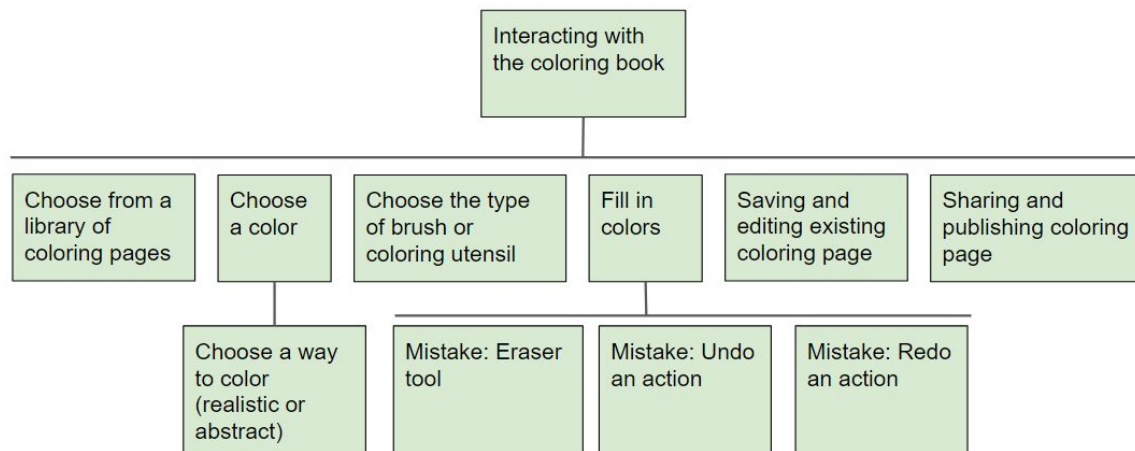 Interacting with
the coloring book
Choose from a
library of
coloring pages
Choose
a color
Choose the type
of brush or
coloring utensil
Fill in
colors
Saving and
editing existing
coloring page
Sharing and
publishing coloring
page
Choose a way
to color
(realistic or
abstract)
Mistake: Eraser
tool
Mistake: Undo
an action
Mistake: Redo
an action